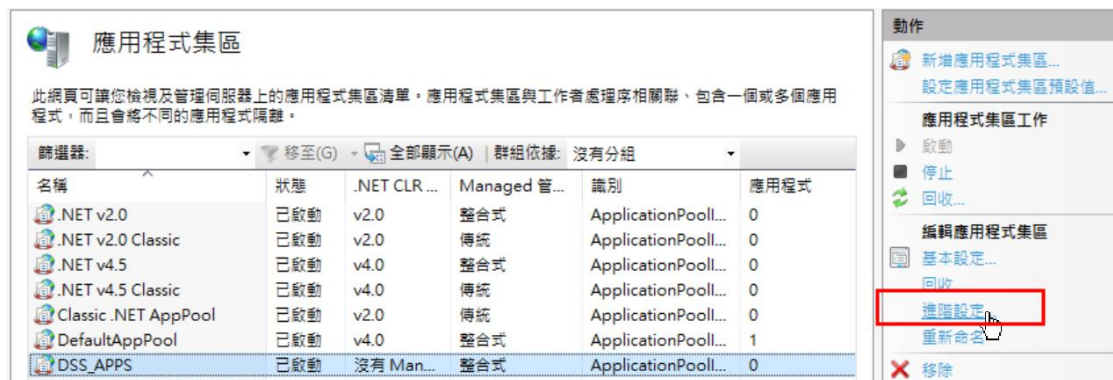 應用程式集區
此網頁可讓您檢視及管理伺服器上的應用程式集區清單。應用程式集區與工作者處理序相關聯、包含一個或多個應用
程式，而且會將不同的應用程式隔離。
篩選器: 移至(G) 全部顯示(A) 群組依據: 沒有分組
名稱 狀態 .NET CLR ... Managed 管... 識別 應用程式
.NET v2.0 已啟動 v2.0 整合式 ApplicationPoolI... 0
.NET v2.0 Classic 已啟動 v2.0 傳統 ApplicationPoolI... 0
.NET v4.5 已啟動 v4.0 整合式 ApplicationPoolI... 0
.NET v4.5 Classic 已啟動 v4.0 傳統 ApplicationPoolI... 0
Classic .NET AppPool 已啟動 v2.0 傳統 ApplicationPoolI... 0
DefaultAppPool 已啟動 v4.0 整合式 ApplicationPoolI... 1
DSS_APPS 已啟動 沒有 Man... 整合式 ApplicationPoolI... 0
動作
新增應用程式集區...
設定應用程式集區預設值...
應用程式集區工作
啟動
停止
回收...
編輯應用程式集區
基本設定...
回收...
進階設定...
重新命名
移除